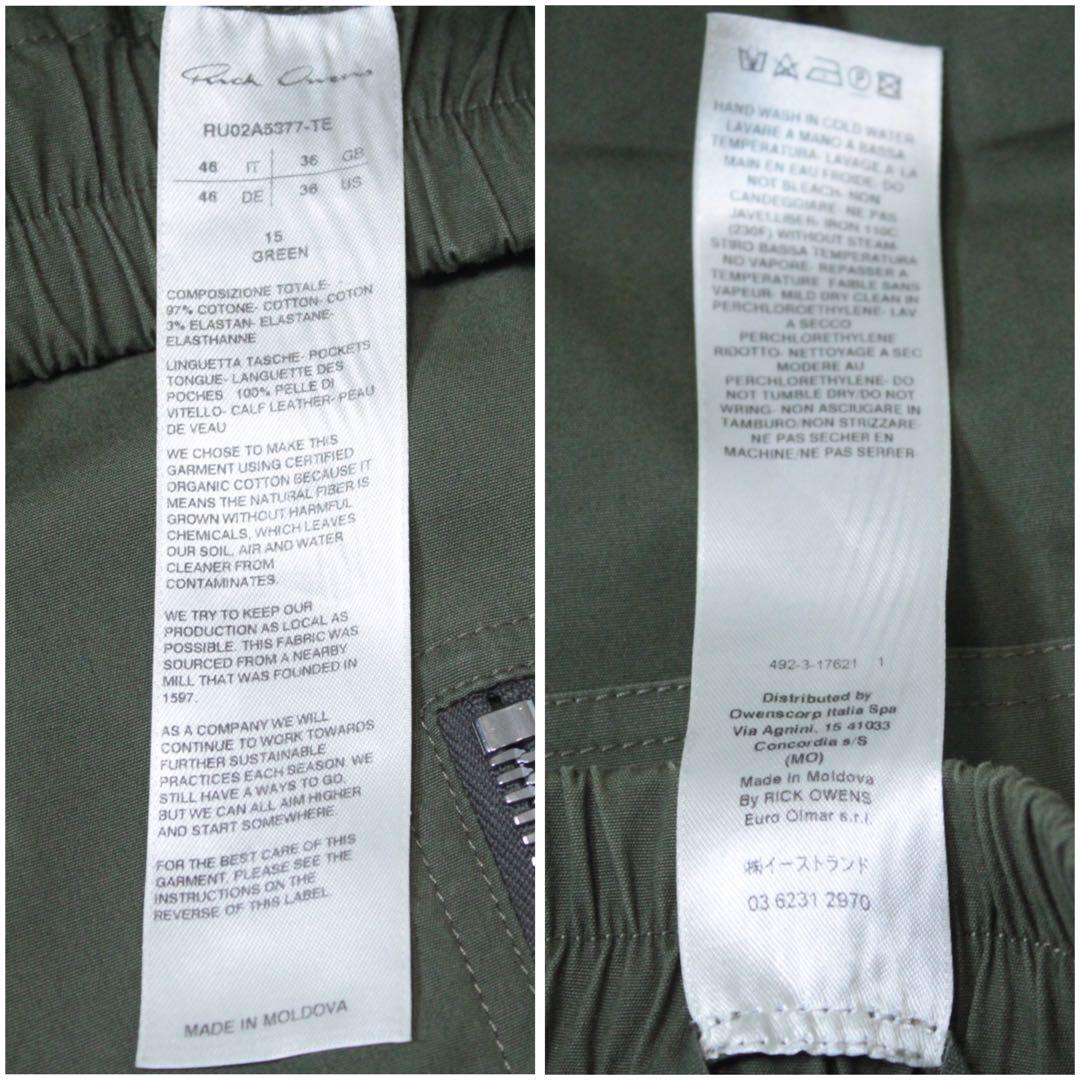 Rick Owens
RU02A5377-TE
46 IT 36 GB
46 DE 36 US
15
GREEN
COMPOSIZIONE TOTALE-
97% COTONE- COTTON- COTON
3% ELASTAN- ELASTANE-
ELASTHANNE
LINGUETTA TASCHE- POCKETS
TONGUE- LANGUETTE DES
POCHES 100% PELLE DI
VITELLO- CALF LEATHER- PEAU
DE VEAU
WE CHOSE TO MAKE THIS
GARMENT USING CERTIFIED
ORGANIC COTTON BECAUSE IT
MEANS THE NATURAL FIBER IS
GROWN WITHOUT HARMFUL
CHEMICALS, WHICH LEAVES
OUR SOIL, AIR AND WATER
CLEANER FROM
CONTAMINATES.
WE TRY TO KEEP OUR
PRODUCTION AS LOCAL AS
POSSIBLE. THIS FABRIC WAS
SOURCED FROM A NEARBY
MILL THAT WAS FOUNDED IN
1597.
AS A COMPANY WE WILL
CONTINUE TO WORK TOWARDS
FURTHER SUSTAINABLE
PRACTICES EACH SEASON. WE
STILL HAVE A WAYS TO GO,
BUT WE CAN ALL AIM HIGHER
AND START SOMEWHERE.
FOR THE BEST CARE OF THIS
GARMENT, PLEASE SEE THE
INSTRUCTIONS ON THE
REVERSE OF THIS LABEL
MADE IN MOLDOVA
P
HAND WASH IN COLD WATER-
LAVARE A MANO A BASSA
TEMPERATURA- LAVAGE A LA
MAIN EN EAU FROIDE- DO
NOT BLEACH- NON
CANDEGGIARE- NE PAS
JAVELLISER- IRON 110C
(230F) WITHOUT STEAM-
STIRO BASSA TEMPERATURA
NO VAPORE- REPASSER A
TEMPERATURE FAIBLE SANS
VAPEUR- MILD DRY CLEAN IN
PERCHLOROETHYLENE- LAV
A SECCO
PERCHLORETHYLENE
RIDOTTO- NETTOYAGE A SEC
MODERE AU
PERCHLORETHYLENE- DO
NOT TUMBLE DRY/DO NOT
WRING- NON ASCIUGARE IN
TAMBURO/NON STRIZZARE-
NE PAS SECHER EN
MACHINE/NE PAS SERRER
492-3-17621 1
Distributed by
Owenscorp Italia Spa
Via Agnini, 15 41033
Concordia s/S
(MO)
Made in Moldova
By RICK OWENS
Euro Olmar s.r.l.
㈱イーストランド
03 6231 2970